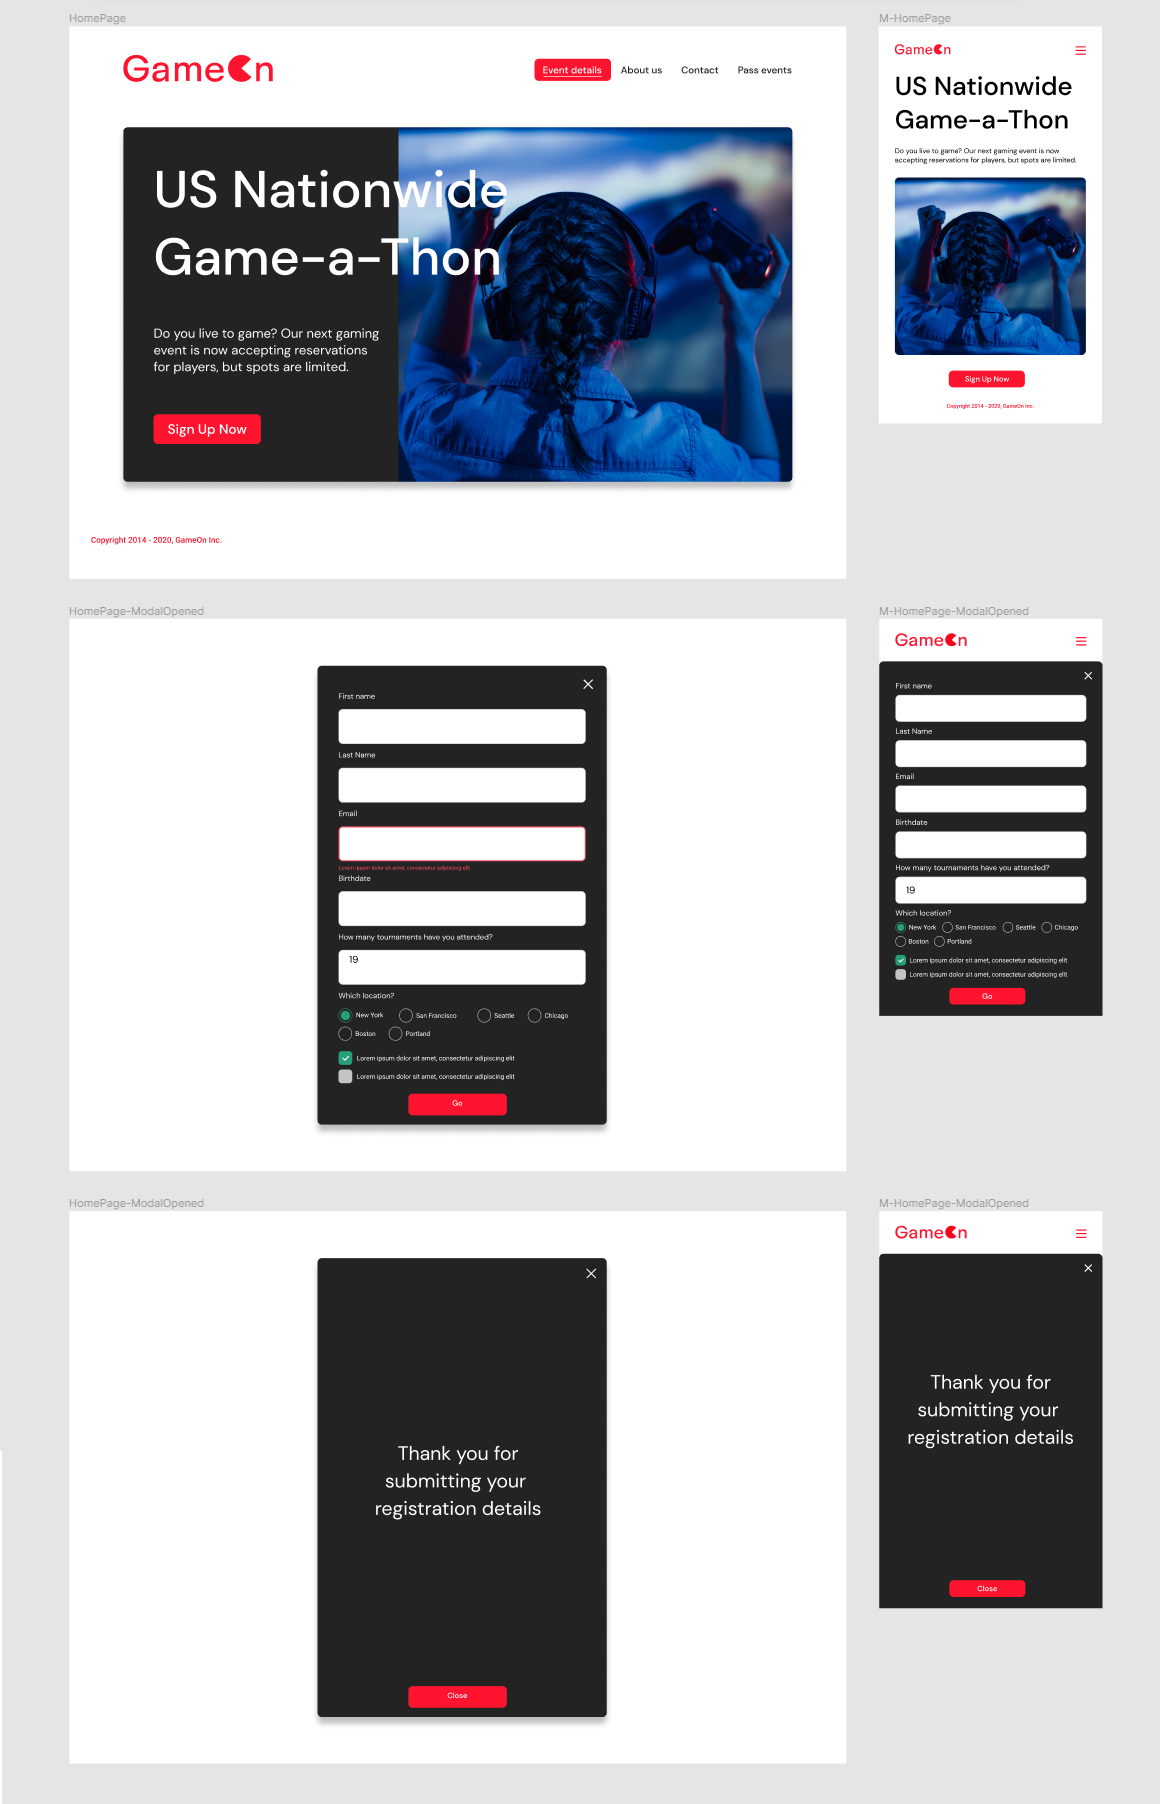 HomePage
GameOn
Event details
About us
Contact
Pass events
US Nationwide
Game-a-Thon
Do you live to game? Our next gaming
event is now accepting reservations
for players, but spots are limited.
Sign Up Now
Copyright 2014 - 2020, GameOn Inc.
M-HomePage
GameOn
US Nationwide
Game-a-Thon
Do you live to game? Our next gaming event is now
accepting reservations for players, but spots are limited.
Sign Up Now
Copyright 2014 - 2020, GameOn Inc.
HomePage-ModalOpened
First name
Last Name
Email
Lorem ipsum dolor sit amet, consectetur adipiscing elit
Birthdate
How many tournaments have you attended?
19
Which location?
New York
San Francisco
Seattle
Chicago
Boston
Portland
Lorem ipsum dolor sit amet, consectetur adipiscing elit
Lorem ipsum dolor sit amet, consectetur adipiscing elit
Go
M-HomePage-ModalOpened
GameOn
First name
Last Name
Email
Birthdate
How many tournaments have you attended?
19
Which location?
New York
San Francisco
Seattle
Chicago
Boston
Portland
Lorem ipsum dolor sit amet, consectetur adipiscing elit
Lorem ipsum dolor sit amet, consectetur adipiscing elit
Go
HomePage-ModalOpened
Thank you for
submitting your
registration details
Close
M-HomePage-ModalOpened
GameOn
Thank you for
submitting your
registration details
Close